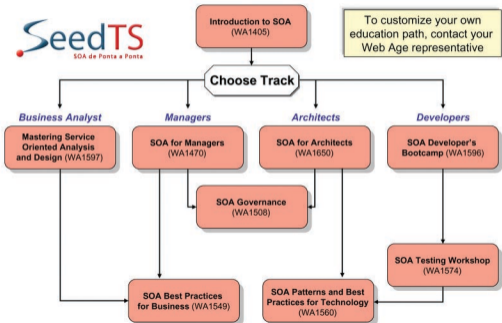 SeedTS
SOA de Ponta a Ponta
Introduction to SOA
(WA1405)
To customize your own
education path, contact your
Web Age representative
Choose Track
Business Analyst
Managers
Architects
Developers
Mastering Service
Oriented Analysis
and Design (WA1597)
SOA for Managers
(WA1470)
SOA for Architects
(WA1650)
SOA Developer's
Bootcamp (WA1596)
SOA Governance
(WA1508)
SOA Testing Workshop
(WA1574)
SOA Best Practices
for Business (WA1549)
SOA Patterns and Best
Practices for Technology
(WA1560)